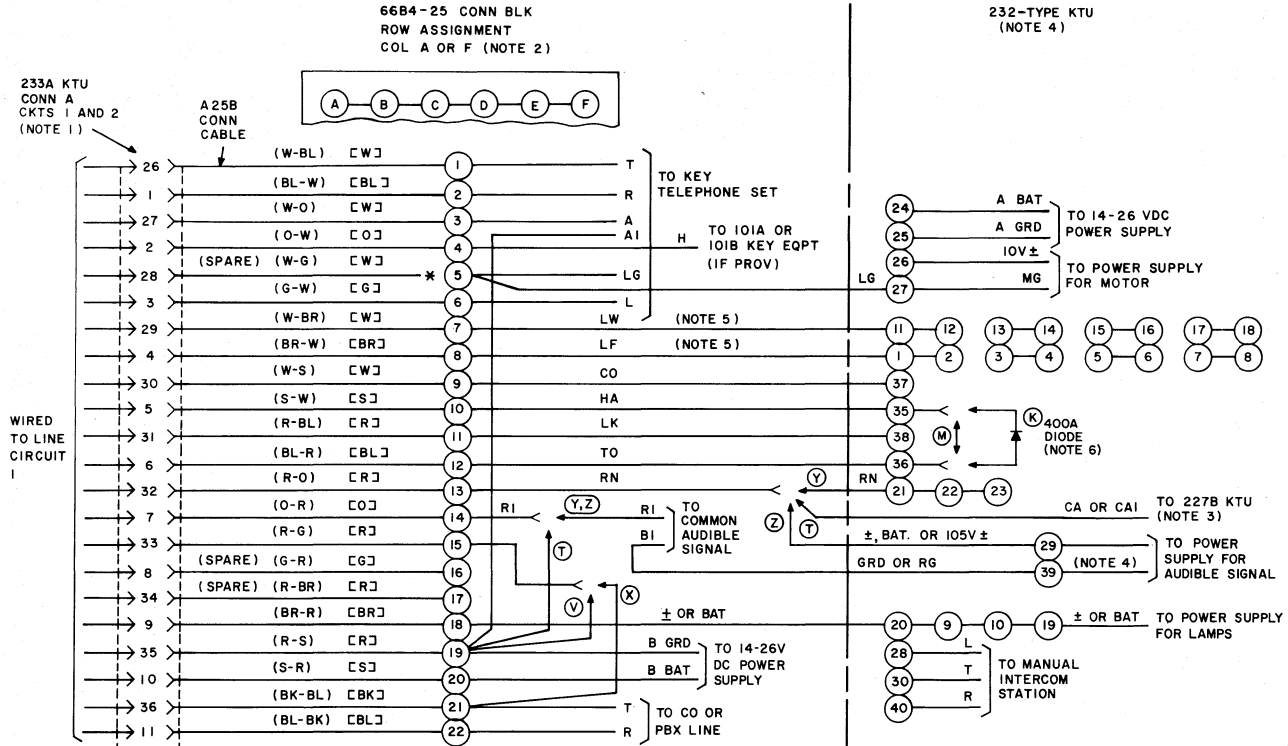 66B4-25 CONN BLK
ROW ASSIGNMENT
COL A OR F (NOTE 2)
232-TYPE KTU
(NOTE 4)
233A KTU
CONN A
CKTS 1 AND 2
(NOTE 1)
A25B
CONN
CABLE
A B C D E F
26 (W-BL) [W] 1 T
1 (BL-W) [BL] 2 R
27 (W-O) [W] 3 A
2 (O-W) [O] 4 A1 H
28 (SPARE) (W-G) [W] * 5 LG
3 (G-W) [G] 6 L
29 (W-BR) [W] 7 LW (NOTE 5)
4 (BR-W) [BR] 8 LF (NOTE 5)
30 (W-S) [W] 9 CO
5 (S-W) [S] 10 HA
31 (R-BL) [R] 11 LK
6 (BL-R) [BL] 12 TO
32 (R-O) [R] 13 RN
7 (O-R) [O] 14 R1
33 (R-G) [R] 15
8 (SPARE) (G-R) [G] 16
34 (SPARE) (R-BR) [R] 17
9 (BR-R) [BR] 18 ± OR BAT
35 (R-S) [R] 19 B GRD
10 (S-R) [S] 20 B BAT
36 (BK-BL) [BK] 21 T
11 (BL-BK) [BL] 22 R
WIRED
TO LINE
CIRCUIT
1
TO KEY
TELEPHONE SET
TO 101A OR
101B KEY EQPT
(IF PROV)
Y,Z
T
V
X
R1
B1
TO
COMMON
AUDIBLE
SIGNAL
TO 14-26V
DC POWER
SUPPLY
TO CO OR
PBX LINE
24 A BAT
25 A GRD
TO 14-26 VDC
POWER SUPPLY
26 10V±
LG 27 MG
TO POWER SUPPLY
FOR MOTOR
11 12 13 14 15 16 17 18
1 2 3 4 5 6 7 8
37
35
38
36
M
K
400A
DIODE
(NOTE 6)
Y
Z
T
RN 21 22 23
CA OR CA1
TO 227B KTU
(NOTE 3)
±, BAT. OR 105V ± 29
GRD OR RG 39 (NOTE 4)
TO POWER
SUPPLY FOR
AUDIBLE SIGNAL
20 9 10 19 ± OR BAT
TO POWER SUPPLY
FOR LAMPS
28 L
30 T
40 R
TO MANUAL
INTERCOM
STATION